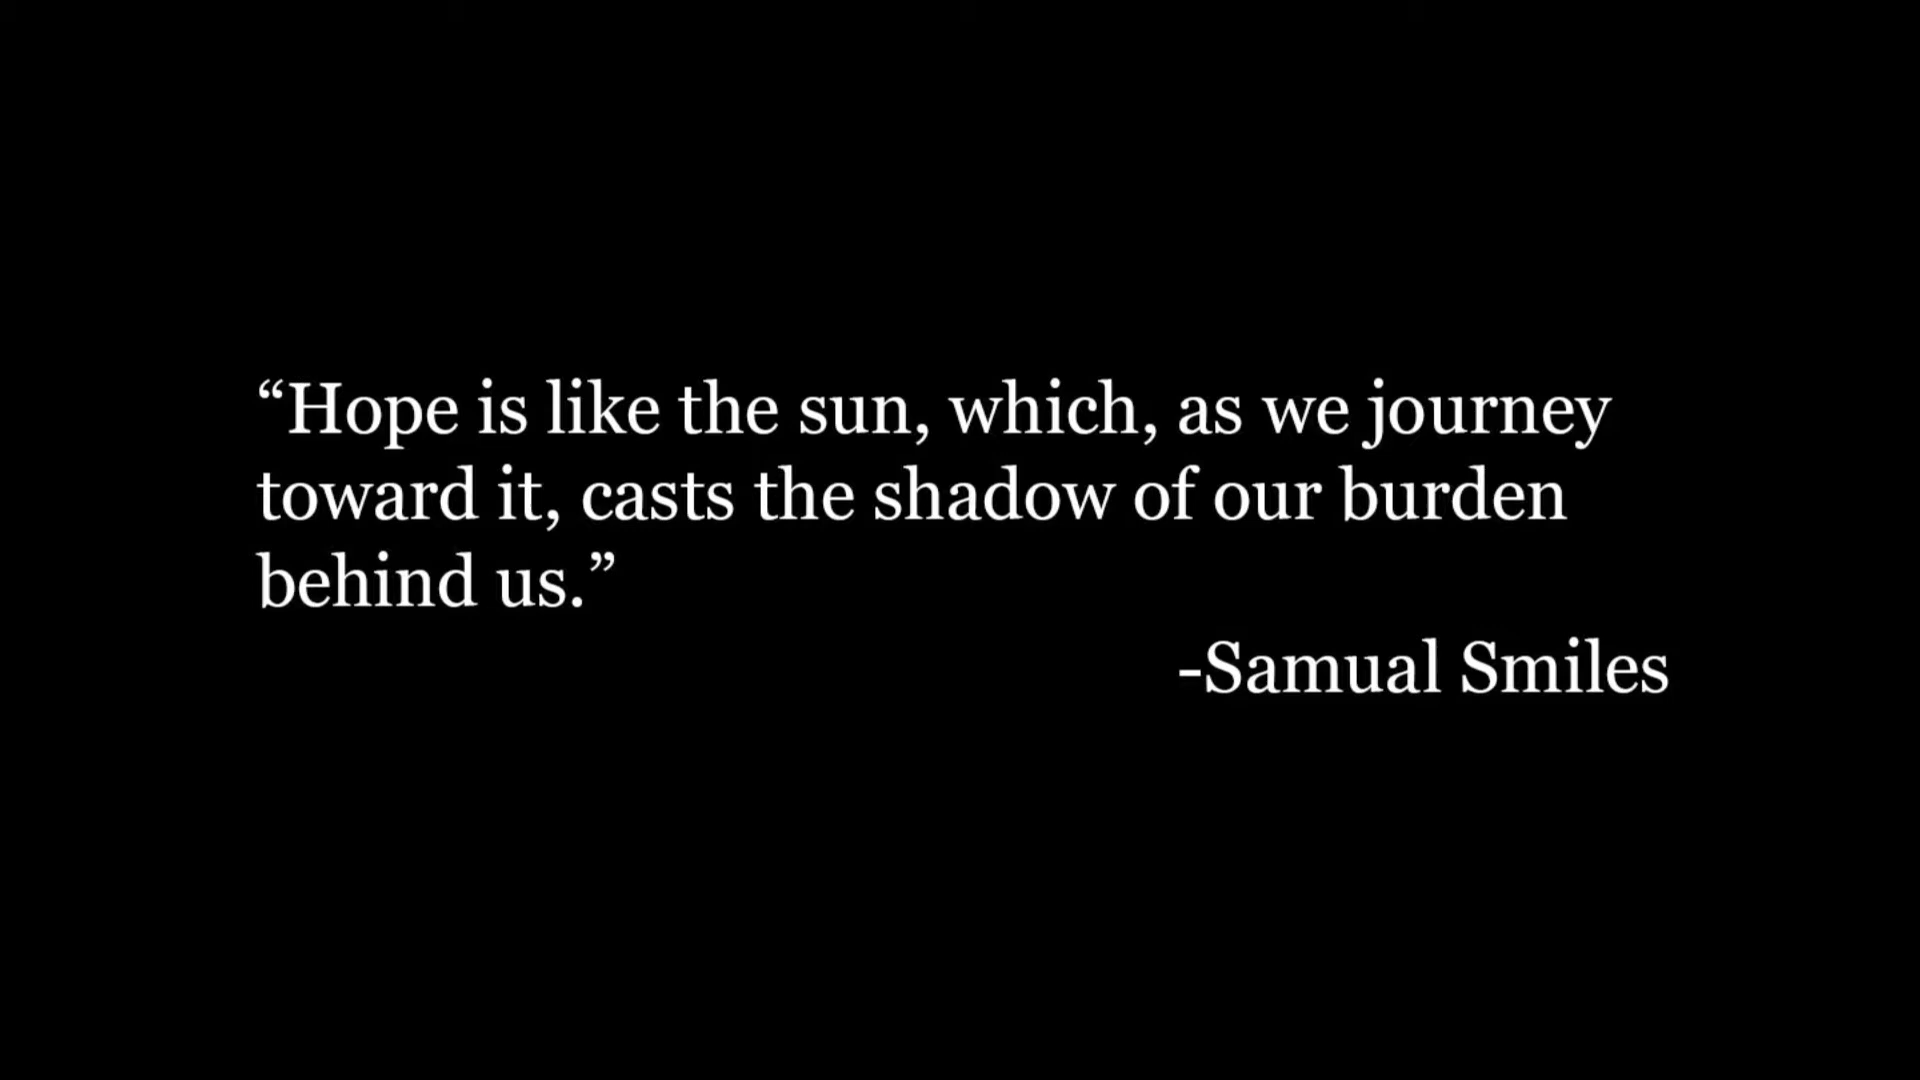 “Hope is like the sun, which, as we journey
toward it, casts the shadow of our burden
behind us.”
-Samual Smiles